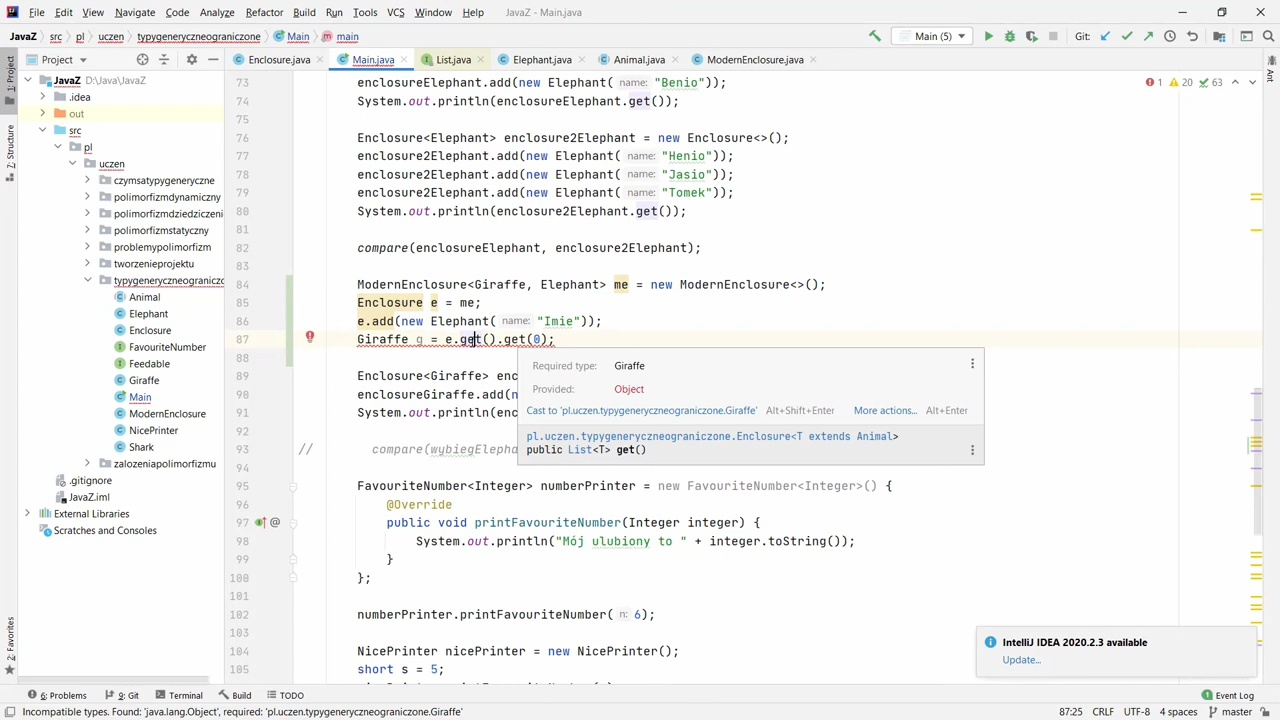 File Edit View Navigate Code Analyze Refactor Build Run Tools VCS Window Help JavaZ - Main.java
JavaZ src pl uczen typygeneryczneograniczone Main main Main (5) Git:
Project Enclosure.java Main.java List.java Elephant.java Animal.java ModernEnclosure.java
1: Project
7: Structure
2: Favorites
Ant
JavaZ D:\Java\JavaZ
.idea
out
src
pl
uczen
czymsatypygeneryczne
polimorfizmdynamiczny
polimorfizmdziedziczeni
polimorfizmstatyczny
problemypolimorfizm
tworzenieprojektu
typygeneryczneograniczo
Animal
Elephant
Enclosure
FavouriteNumber
Feedable
Giraffe
Main
ModernEnclosure
NicePrinter
Shark
zalozeniapolimorfizmu
.gitignore
JavaZ.iml
External Libraries
Scratches and Consoles
1 20 63
73 enclosureElephant.add(new Elephant( name: "Benio"));
74 System.out.println(enclosureElephant.get());
75
76 Enclosure<Elephant> enclosure2Elephant = new Enclosure<>();
77 enclosure2Elephant.add(new Elephant( name: "Henio"));
78 enclosure2Elephant.add(new Elephant( name: "Jasio"));
79 enclosure2Elephant.add(new Elephant( name: "Tomek"));
80 System.out.println(enclosure2Elephant.get());
81
82 compare(enclosureElephant, enclosure2Elephant);
83
84 ModernEnclosure<Giraffe, Elephant> me = new ModernEnclosure<>();
85 Enclosure e = me;
86 e.add(new Elephant( name: "Imie"));
87 Giraffe g = e.get().get(0);
88
89 Enclosure<Giraffe> enc
90 enclosureGiraffe.add(n
91 System.out.println(enc
92
93 // compare(wybiegElepha
94
95 FavouriteNumber<Integer> numberPrinter = new FavouriteNumber<Integer>() {
96 @Override
97 @ public void printFavouriteNumber(Integer integer) {
98 System.out.println("Mój ulubiony to " + integer.toString());
99 }
100 };
101
102 numberPrinter.printFavouriteNumber( n: 6);
103
104 NicePrinter nicePrinter = new NicePrinter();
105 short s = 5;
Required type: Giraffe
Provided: Object
Cast to 'pl.uczen.typygeneryczneograniczone.Giraffe' Alt+Shift+Enter More actions... Alt+Enter
pl.uczen.typygeneryczneograniczone.Enclosure<T extends Animal>
public List<T> get()
IntelliJ IDEA 2020.2.3 available
Update...
6: Problems 9: Git Terminal Build TODO Event Log
Incompatible types. Found: 'java.lang.Object', required: 'pl.uczen.typygeneryczneograniczone.Giraffe' 87:25 CRLF UTF-8 4 spaces master